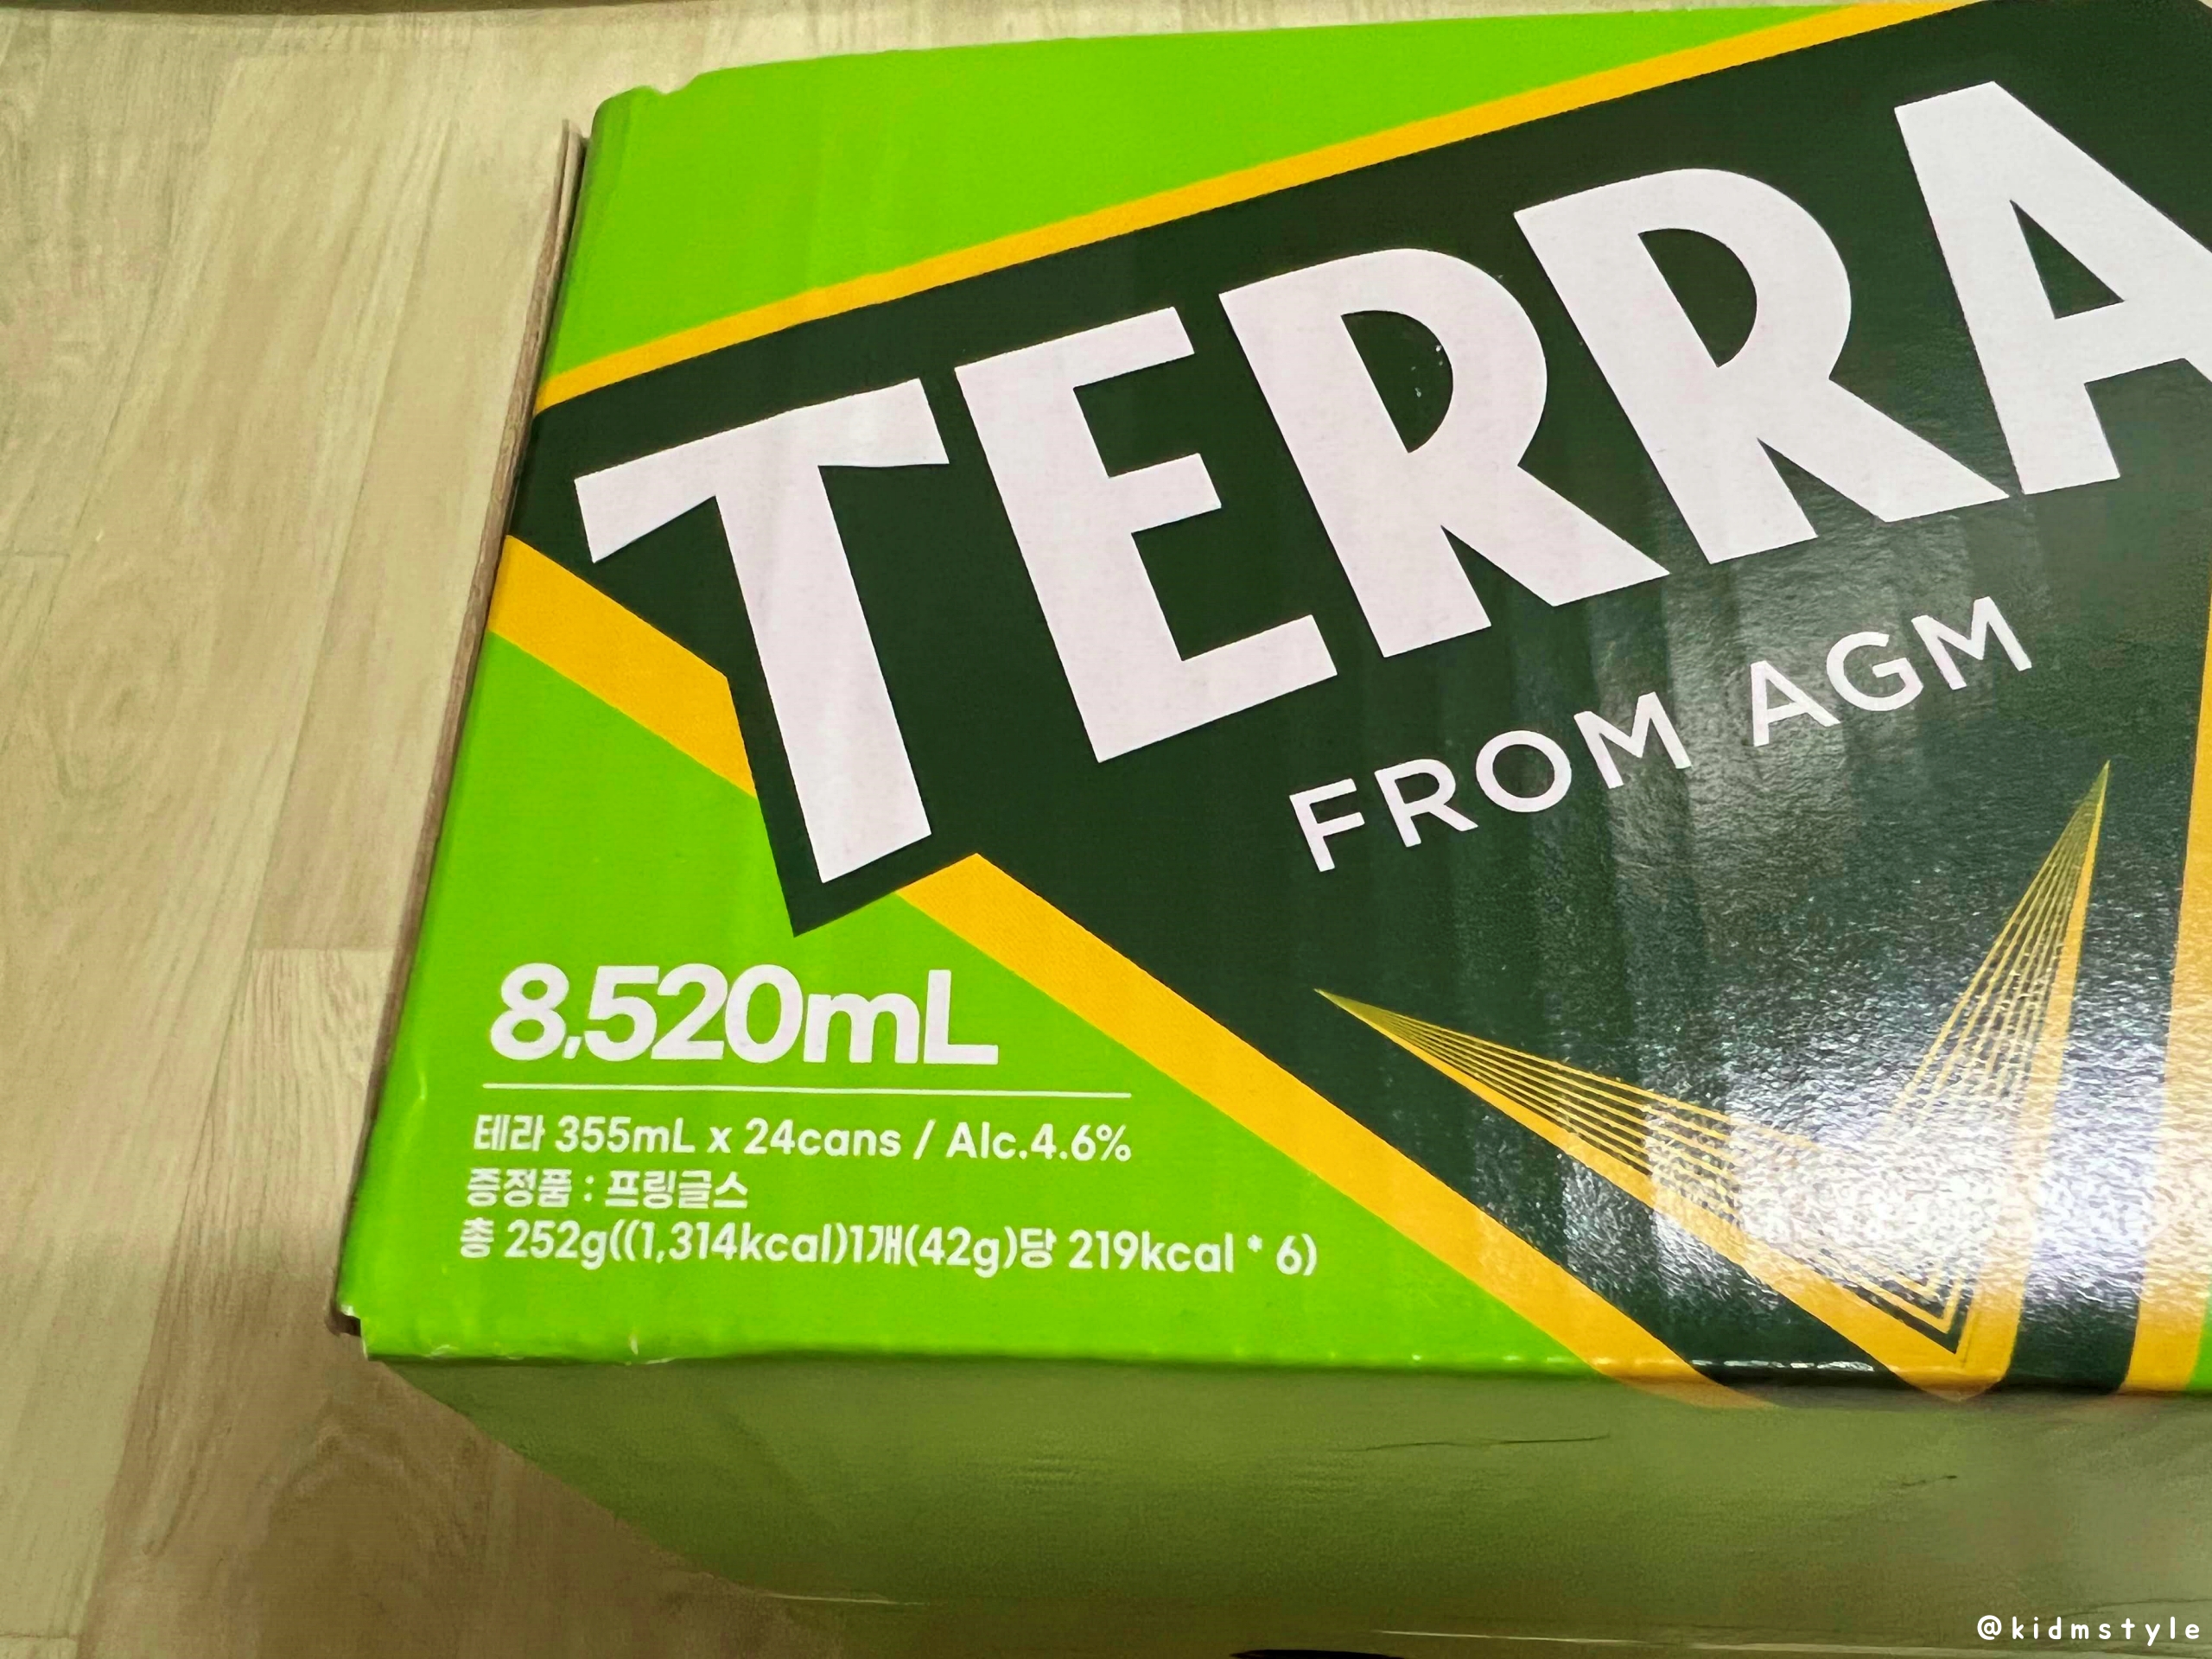 TERRA
FROM AGM
8,520mL
테라 355mL x 24cans / Alc.4.6%
증정품 : 프링글스
총 252g((1,314kcal)1개(42g)당 219kcal * 6)
@kidmstyle